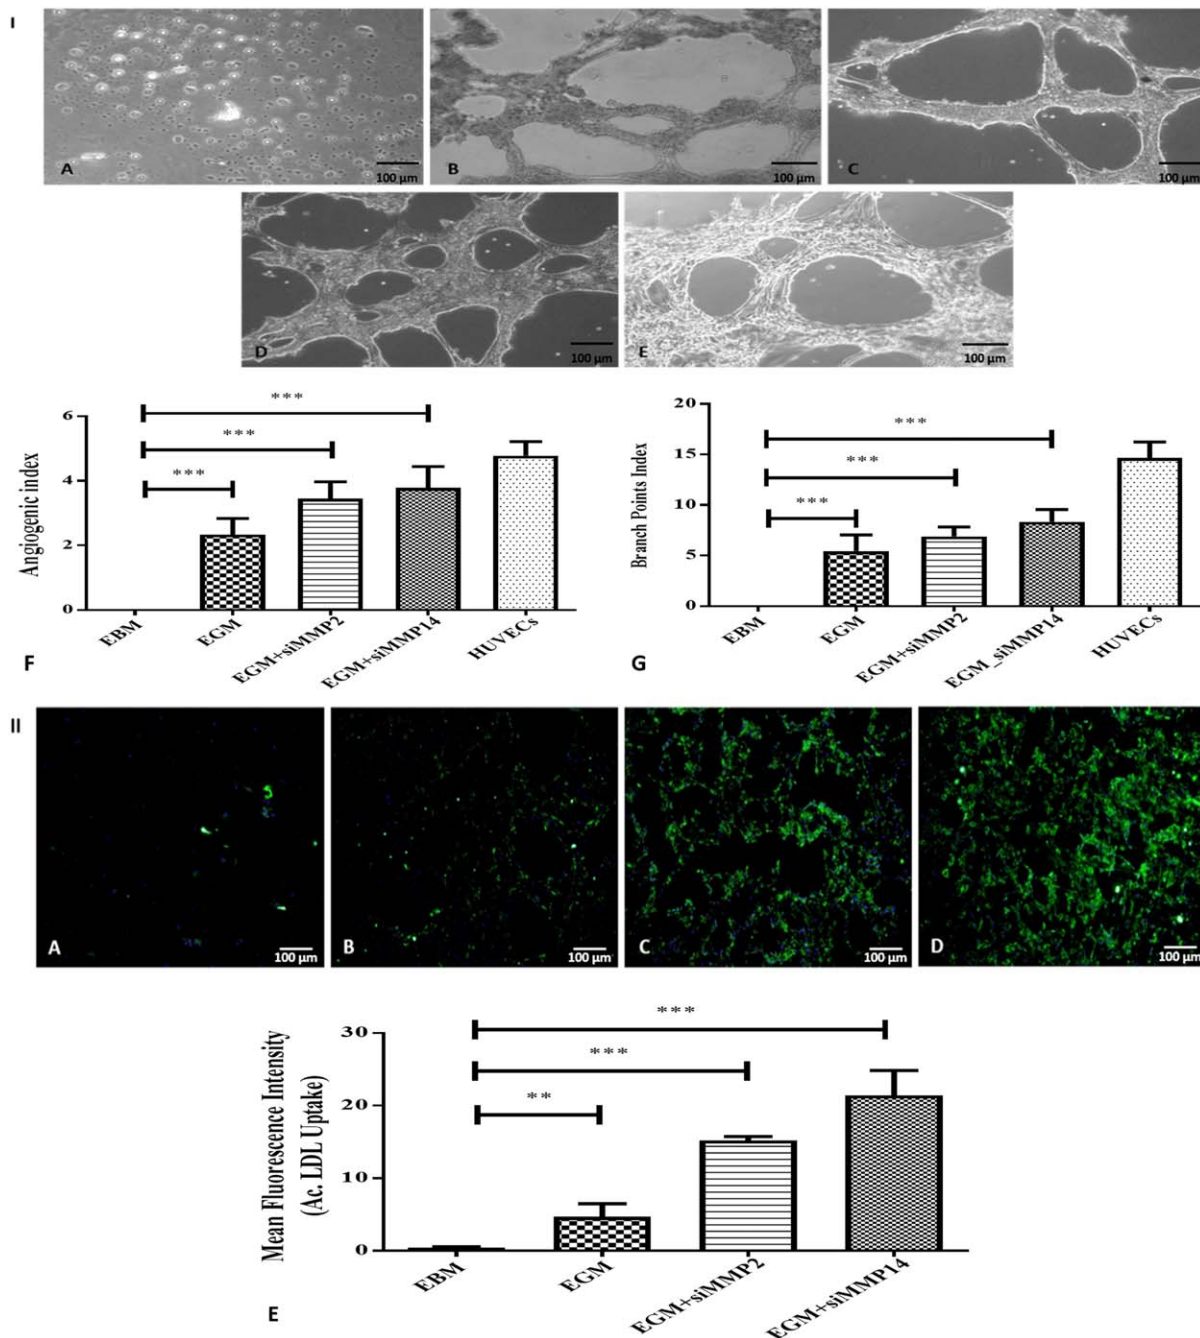 I
A
100 µm
B
100 µm
C
100 µm
D
100 µm
E
100 µm
Angiogenic index
6
4
2
0
***
***
***
EBM
EGM
EGM+siMMP2
EGM+siMMP14
HUVECs
F
Branch Points Index
20
15
10
5
0
***
***
***
EBM
EGM
EGM+siMMP2
EGM_siMMP14
HUVECs
G
II
A
100 µm
B
100 µm
C
100 µm
D
100 µm
Mean Fluorescence Intensity
(Ac. LDL Uptake)
30
20
10
0
***
***
**
EBM
EGM
EGM+siMMP2
EGM+siMMP14
E